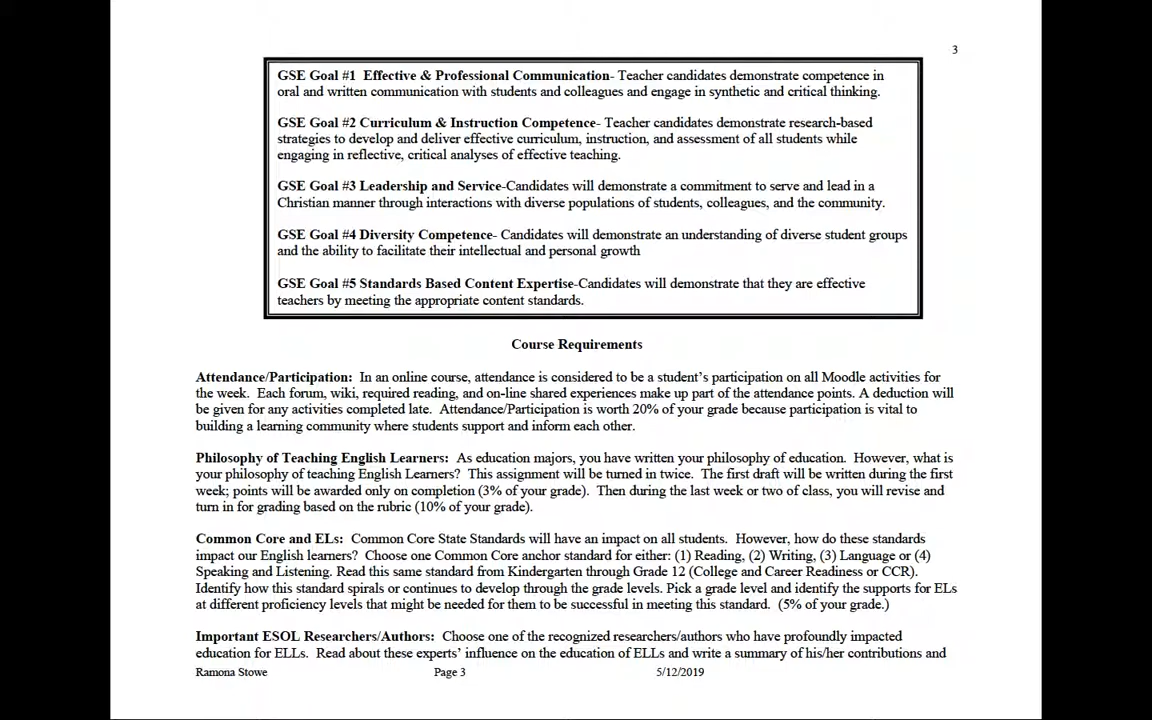 3
GSE Goal #1  Effective & Professional Communication- Teacher candidates demonstrate competence in
oral and written communication with students and colleagues and engage in synthetic and critical thinking.
GSE Goal #2 Curriculum & Instruction Competence- Teacher candidates demonstrate research-based
strategies to develop and deliver effective curriculum, instruction, and assessment of all students while
engaging in reflective, critical analyses of effective teaching.
GSE Goal #3 Leadership and Service-Candidates will demonstrate a commitment to serve and lead in a
Christian manner through interactions with diverse populations of students, colleagues, and the community.
GSE Goal #4 Diversity Competence- Candidates will demonstrate an understanding of diverse student groups
and the ability to facilitate their intellectual and personal growth
GSE Goal #5 Standards Based Content Expertise-Candidates will demonstrate that they are effective
teachers by meeting the appropriate content standards.
Course Requirements
Attendance/Participation:  In an online course, attendance is considered to be a student's participation on all Moodle activities for
the week.  Each forum, wiki, required reading, and on-line shared experiences make up part of the attendance points. A deduction will
be given for any activities completed late.  Attendance/Participation is worth 20% of your grade because participation is vital to
building a learning community where students support and inform each other.
Philosophy of Teaching English Learners:  As education majors, you have written your philosophy of education.  However, what is
your philosophy of teaching English Learners?  This assignment will be turned in twice.  The first draft will be written during the first
week; points will be awarded only on completion (3% of your grade).  Then during the last week or two of class, you will revise and
turn in for grading based on the rubric (10% of your grade).
Common Core and ELs:  Common Core State Standards will have an impact on all students.  However, how do these standards
impact our English learners?  Choose one Common Core anchor standard for either: (1) Reading, (2) Writing, (3) Language or (4)
Speaking and Listening. Read this same standard from Kindergarten through Grade 12 (College and Career Readiness or CCR).
Identify how this standard spirals or continues to develop through the grade levels. Pick a grade level and identify the supports for ELs
at different proficiency levels that might be needed for them to be successful in meeting this standard.  (5% of your grade.)
Important ESOL Researchers/Authors:  Choose one of the recognized researchers/authors who have profoundly impacted
education for ELLs.  Read about these experts' influence on the education of ELLs and write a summary of his/her contributions and
Ramona Stowe Page 3 5/12/2019